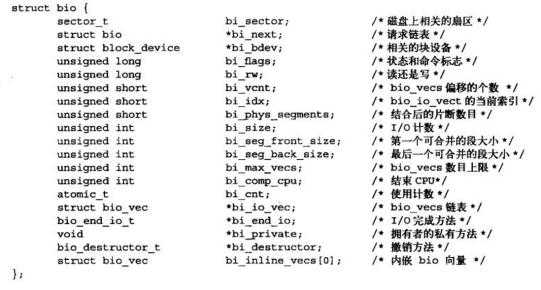 struct bio {
sector_t bi_sector; /* 磁盘上相关的扇区 */
struct bio *bi_next; /* 请求链表 */
struct block_device *bi_bdev; /* 相关的块设备 */
unsigned long bi_flags; /* 状态和命令标志 */
unsigned long bi_rw; /* 读还是写 */
unsigned short bi_vcnt; /* bio_vecs 偏移的个数 */
unsigned short bi_idx; /* bio_io_vect 的当前索引 */
unsigned short bi_phys_segments; /* 结合后的片断数目 */
unsigned int bi_size; /* I/O 计数 */
unsigned int bi_seg_front_size; /* 第一个可合并的段大小 */
unsigned int bi_seg_back_size; /* 最后一个可合并的段大小 */
unsigned int bi_max_vecs; /* bio_vecs 数目上限 */
unsigned int bi_comp_cpu; /* 结束 CPU*/
atomic_t bi_cnt; /* 使用计数 */
struct bio_vec *bi_io_vec; /* bio_vecs 链表 */
bio_end_io_t *bi_end_io; /* I/O 完成方法 */
void *bi_private; /* 拥有者的私有方法 */
bio_destructor_t *bi_destructor; /* 撤销方法 */
struct bio_vec bi_inline_vecs[0]; /* 内嵌 bio 向量 */
};